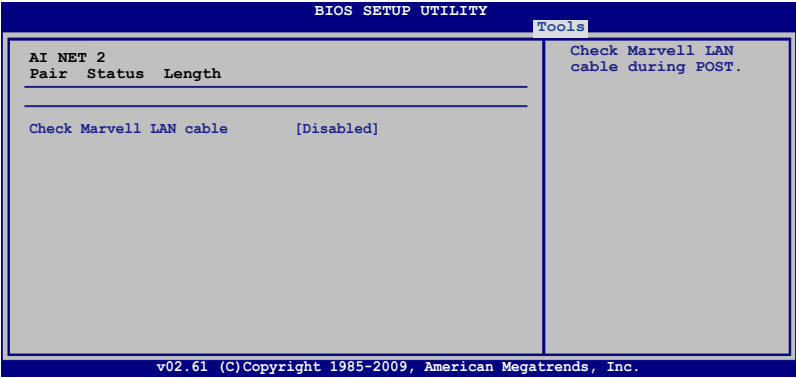 BIOS SETUP UTILITY
Tools
AI NET 2
Pair Status Length
Check Marvell LAN cable [Disabled]
Check Marvell LAN
cable during POST.
v02.61 (C)Copyright 1985-2009, American Megatrends, Inc.